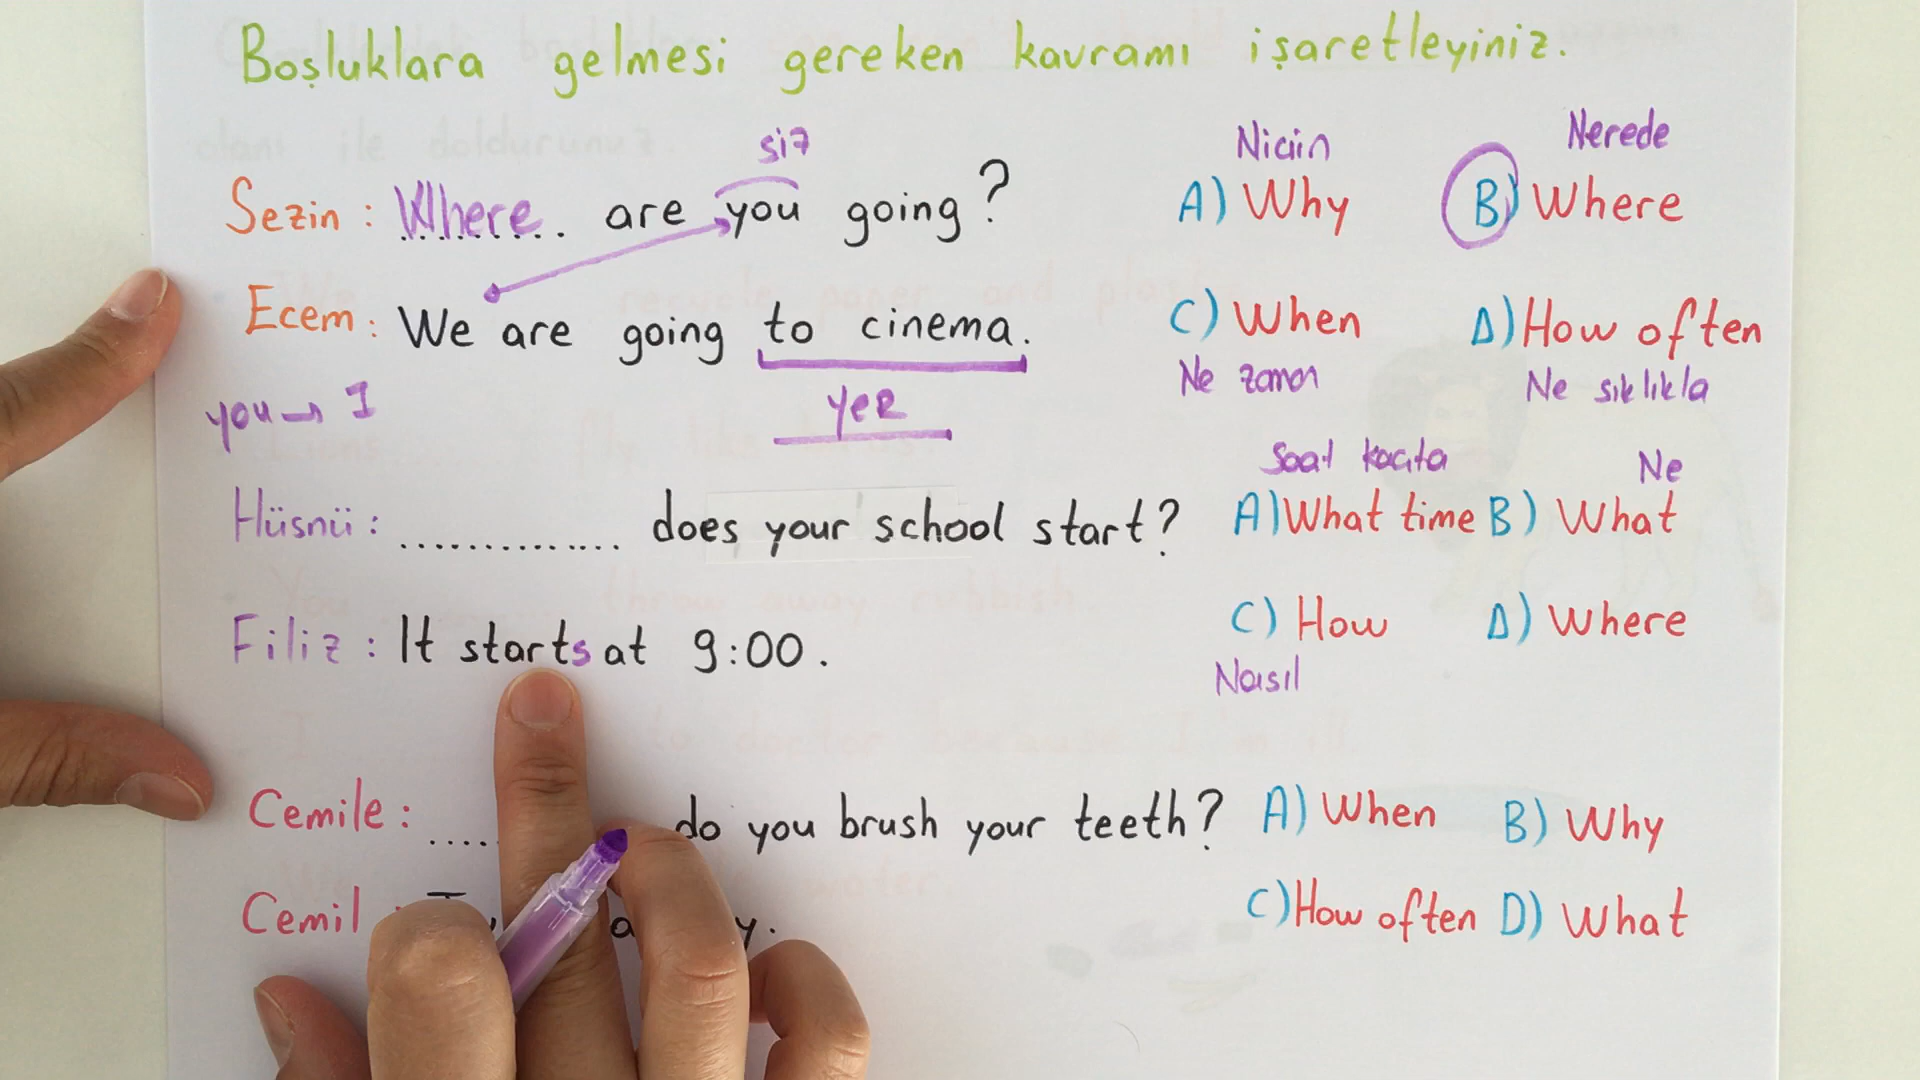 Boşluklara gelmesi gereken kavramı işaretleyiniz.
siz
Sezin : Where are you going?
Niçin Nerede
A) Why B) Where
Ecem : We are going to cinema.
C) When D) How often
Ne zaman Ne sıklıkla
you → I
yer
Saat kaçta Ne
Hüsnü : .............. does your school start?
A) What time B) What
Filiz : It starts at 9:00.
C) How D) Where
Nasıl
Cemile : .... do you brush your teeth?
A) When B) Why
Cemil
C) How often D) What